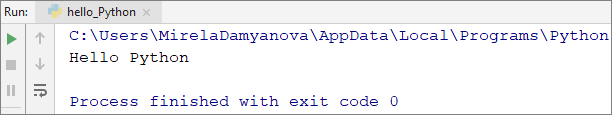 Run: hello_Python
C:\Users\MirelaDamyanova\AppData\Local\Programs\Python
Hello Python
Process finished with exit code 0